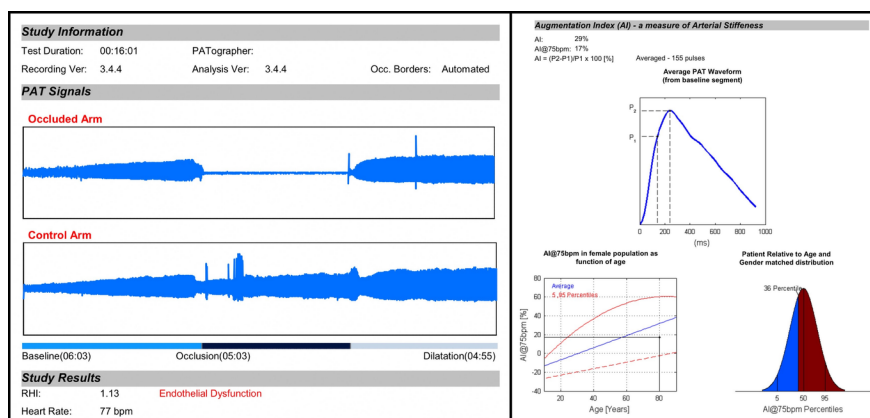 Study Information
Test Duration: 00:16:01 PATographer:
Recording Ver: 3.4.4 Analysis Ver: 3.4.4 Occ. Borders: Automated
PAT Signals
Occluded Arm
Control Arm
Baseline(06:03) Occlusion(05:03) Dilatation(04:55)
Study Results
RHI: 1.13 Endothelial Dysfunction
Heart Rate: 77 bpm
Augmentation Index (AI) - a measure of Arterial Stiffness
AI: 29%
AI@75bpm: 17%
AI = (P2-P1)/P1 x 100 [%] Averaged - 155 pulses
Average PAT Waveform
(from baseline segment)
P2
P1
0 200 400 600 800 1000
(ms)
AI@75bpm in female population as
function of age
80
60
40
20
0
-20
-40
AI@75bpm [%]
Average
5 ,95 Percentiles
20 40 60 80
Age [Years]
Patient Relative to Age and
Gender matched distribution
36 Percentile
5 50 95
AI@75bpm Percentiles